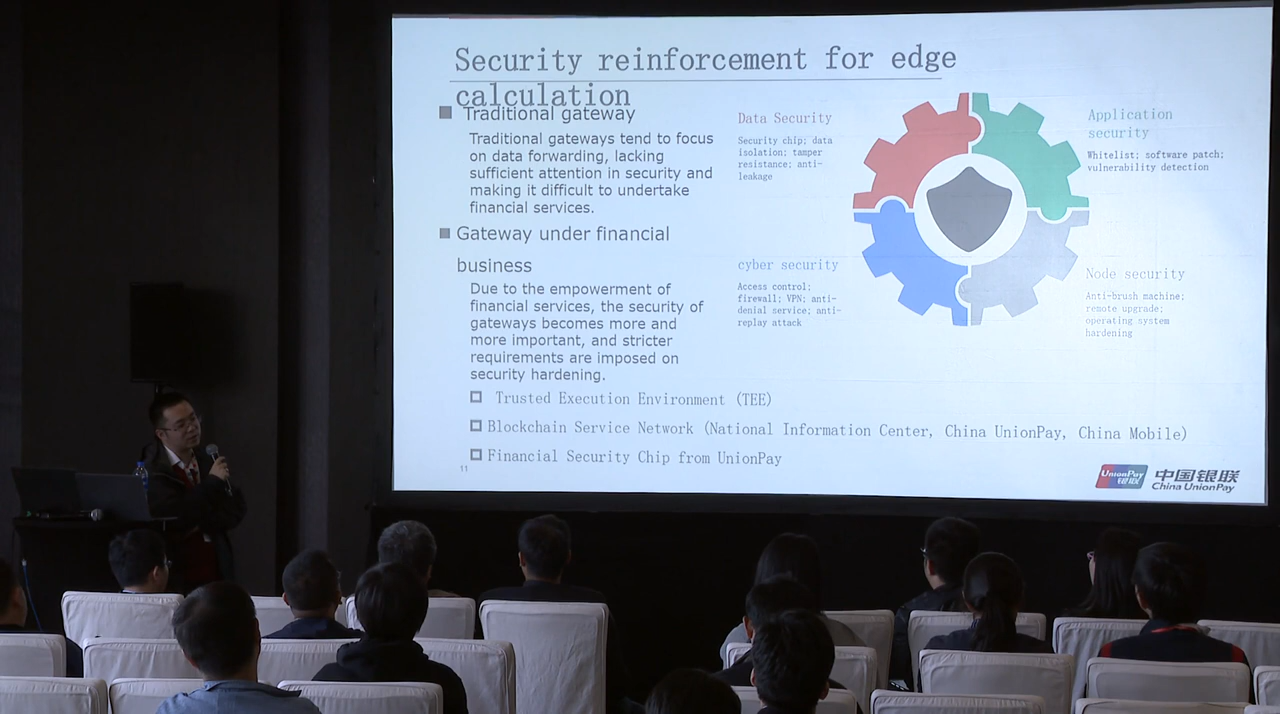 Security reinforcement for edge
calculation
Traditional gateway
Traditional gateways tend to focus
on data forwarding, lacking
sufficient attention in security and
making it difficult to undertake
financial services.
Gateway under financial
business
Due to the empowerment of
financial services, the security of
gateways becomes more and
more important, and stricter
requirements are imposed on
security hardening.
Trusted Execution Environment (TEE)
Blockchain Service Network (National Information Center, China UnionPay, China Mobile)
Financial Security Chip from UnionPay
Data Security
Security chip; data
isolation; tamper
resistance; anti-
leakage
Application
security
Whitelist; software patch;
vulnerability detection
cyber security
Access control;
firewall; VPN; anti-
denial service; anti-
replay attack
Node security
Anti-brush machine;
remote upgrade;
operating system
hardening
11
UnionPay
银联
中国银联
China UnionPay